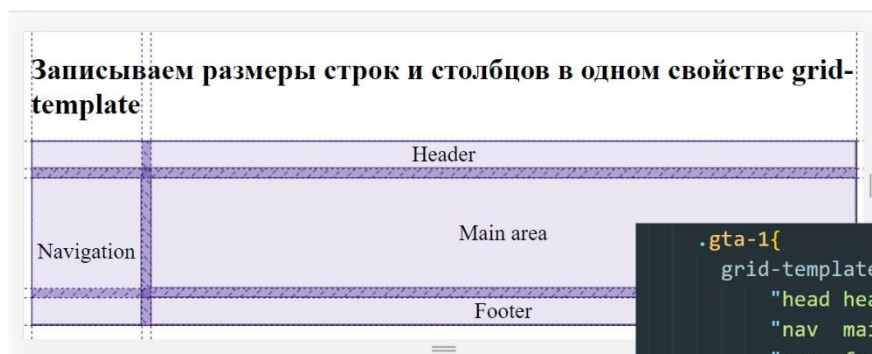 Записываем размеры строк и столбцов в одном свойстве grid-
template
Header
Main area
Navigation
Footer
.gta-1{
grid-template
"head hea
"nav mai